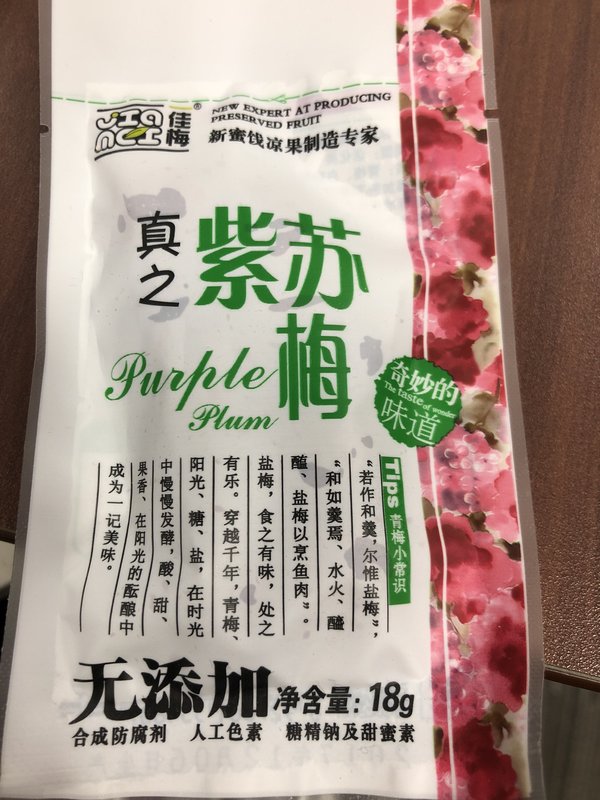 JIA MEI
佳梅®
NEW EXPERT AT PRODUCING
PRESERVED FRUIT
新蜜饯凉果制造专家
真之
紫苏
梅
Purple
Plum
奇妙的
The taste of wonder
味道
Tips 青梅小常识
“若作和羹，尔惟盐梅”，
“和如羹焉、水火、醯
醢、盐梅以烹鱼肉”。
盐梅，食之有味，处之
有乐。穿越千年，青梅、
阳光、糖、盐，在时光
中慢慢发酵，酸、甜、
果香、在阳光的酝酿中
成为一记美味。
无添加
净含量：18g
合成防腐剂 人工色素 糖精钠及甜蜜素